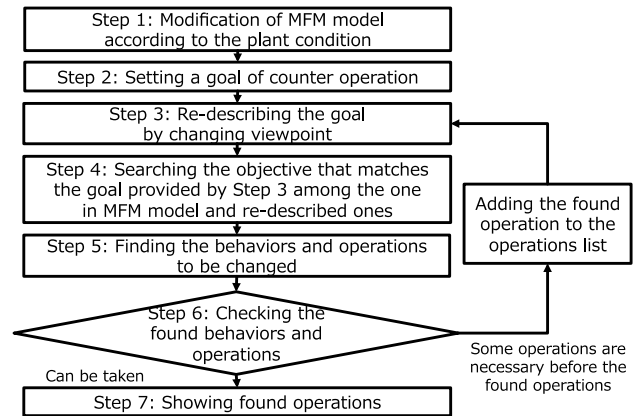 Step 1: Modification of MFM model
according to the plant condition
Step 2: Setting a goal of counter operation
Step 3: Re-describing the goal
by changing viewpoint
Step 4: Searching the objective that matches
the goal provided by Step 3 among the one
in MFM model and re-described ones
Step 5: Finding the behaviors and operations
to be changed
Step 6: Checking the
found behaviors and
operations
Adding the found
operation to the
operations list
Some operations are
necessary before the
found operations
Can be taken
Step 7: Showing found operations